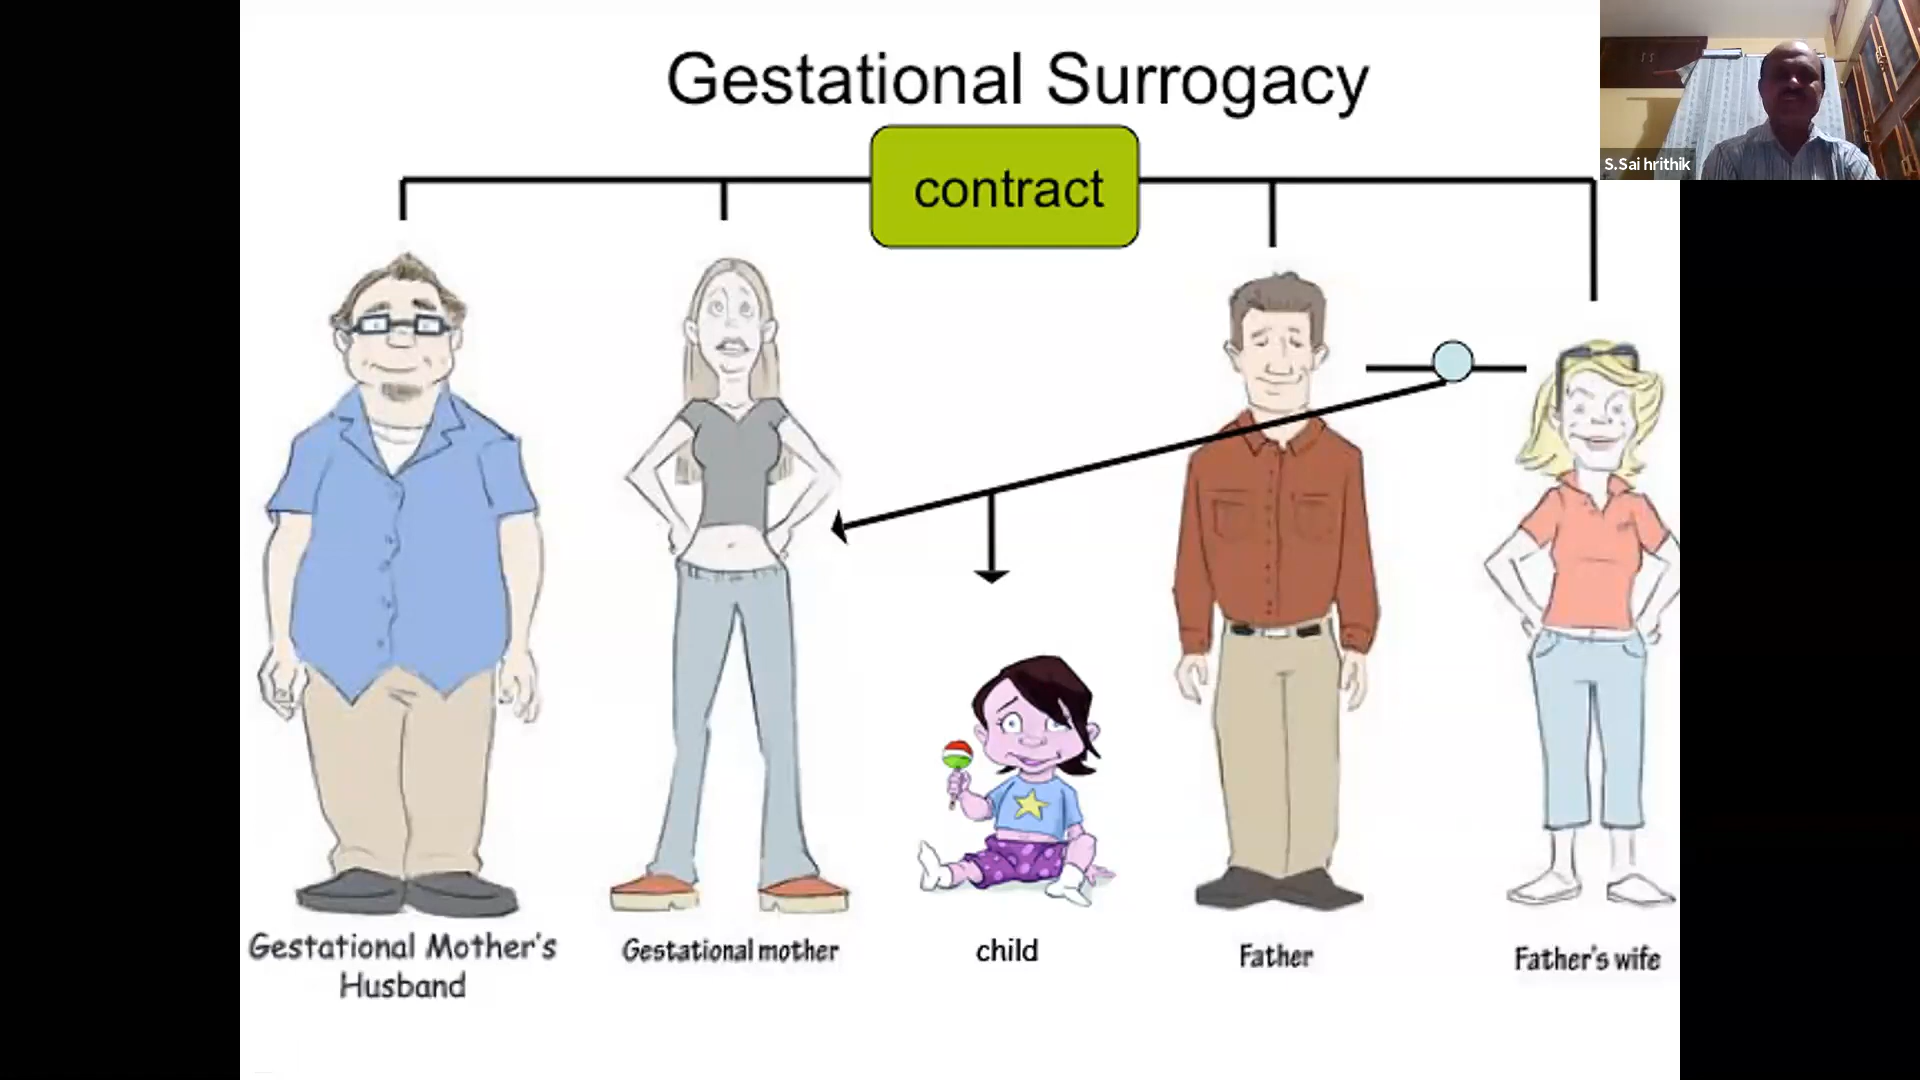 Gestational Surrogacy
contract
S.Sai hrithik
Gestational Mother's
Husband
Gestational mother
child
Father
Father's wife